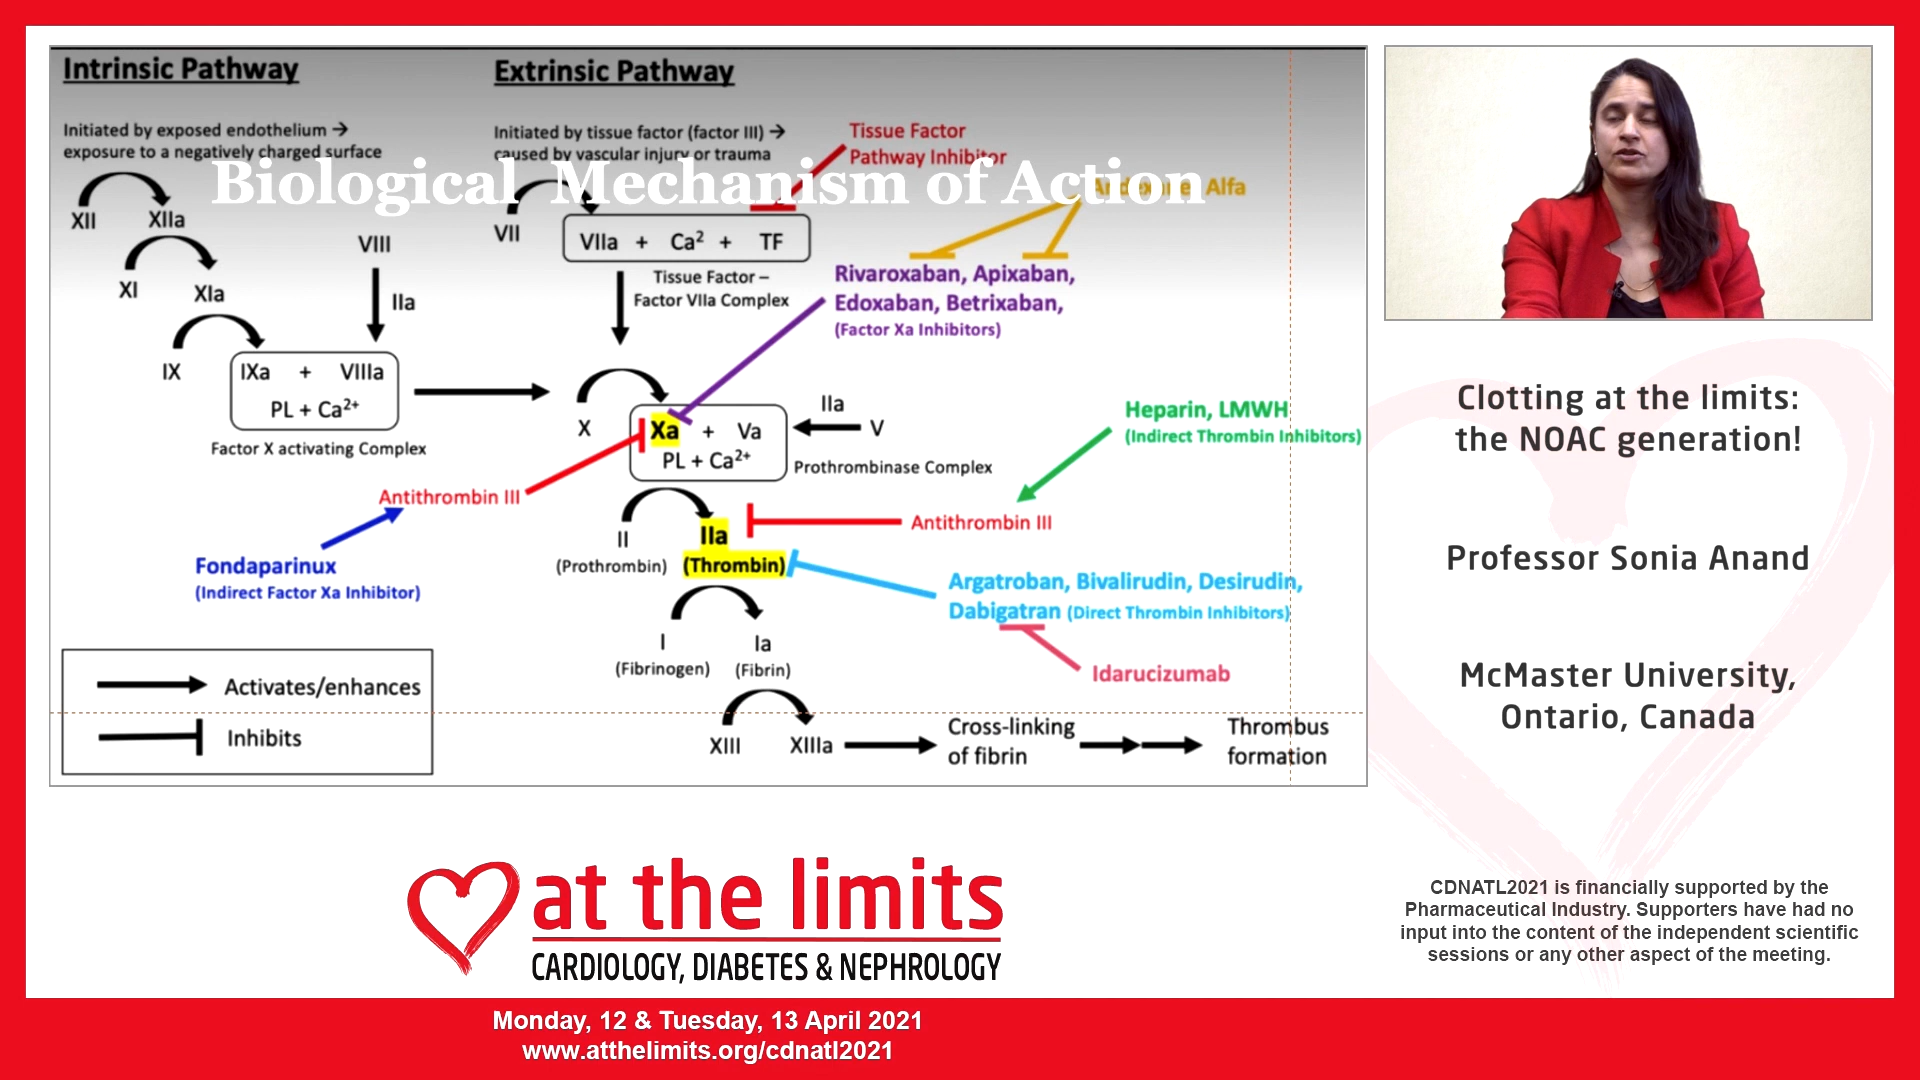 Intrinsic Pathway
Extrinsic Pathway
Initiated by exposed endothelium →
exposure to a negatively charged surface
Initiated by tissue factor (factor III) →
caused by vascular injury or trauma
Tissue Factor
Pathway Inhibitor
Biological Mechanism of Action
Andexanet Alfa
XII
XIIa
VIII
VII
VIIa + Ca2 + TF
XI
XIa
IIa
Tissue Factor –
Factor VIIa Complex
Rivaroxaban, Apixaban,
Edoxaban, Betrixaban,
(Factor Xa Inhibitors)
IX
IXa + VIIIa
PL + Ca2+
Factor X activating Complex
X
Xa + Va
PL + Ca2+
IIa
V
Prothrombinase Complex
Heparin, LMWH
(Indirect Thrombin Inhibitors)
Antithrombin III
Antithrombin III
Fondaparinux
(Indirect Factor Xa Inhibitor)
II
(Prothrombin)
IIa
(Thrombin)
Argatroban, Bivalirudin, Desirudin,
Dabigatran (Direct Thrombin Inhibitors)
I
(Fibrinogen)
Ia
(Fibrin)
Idarucizumab
Activates/enhances
Inhibits
XIII
XIIIa
Cross-linking
of fibrin
Thrombus
formation
Clotting at the limits:
the NOAC generation!
Professor Sonia Anand
McMaster University,
Ontario, Canada
CDNATL2021 is financially supported by the
Pharmaceutical Industry. Supporters have had no
input into the content of the independent scientific
sessions or any other aspect of the meeting.
at the limits
CARDIOLOGY, DIABETES & NEPHROLOGY
Monday, 12 & Tuesday, 13 April 2021
www.atthelimits.org/cdnatl2021